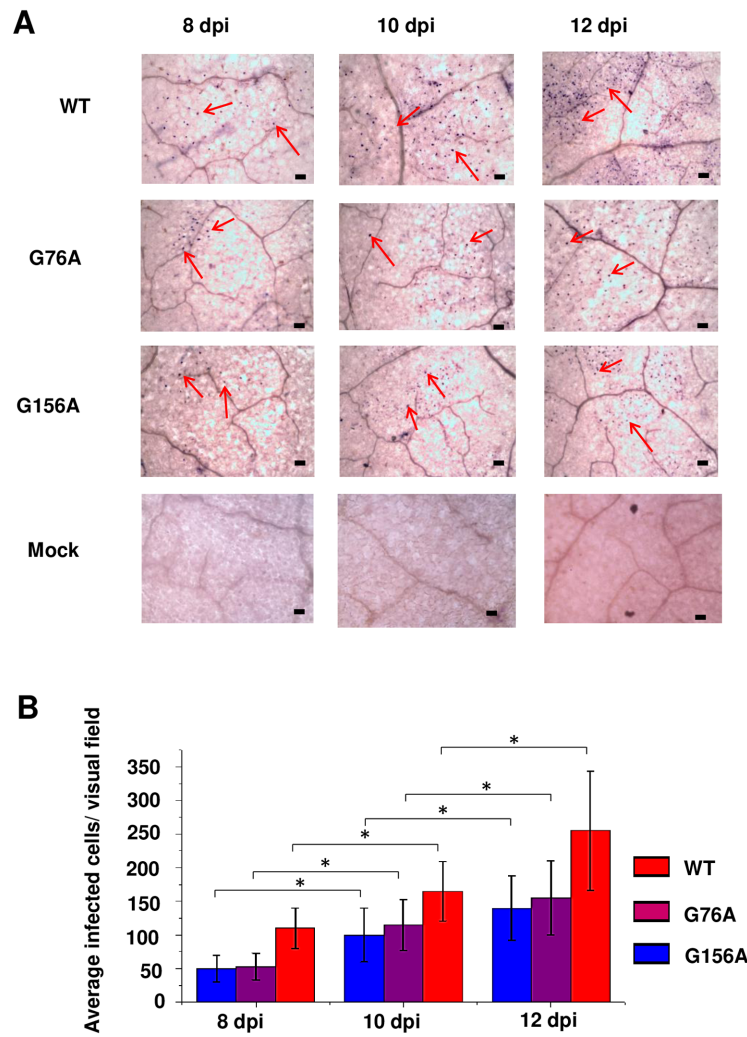 A
8 dpi 10 dpi 12 dpi
WT
G76A
G156A
Mock
B
Average infected cells/ visual field
350
300
250
200
150
100
50
0
*
*
*
*
*
*
8 dpi 10 dpi 12 dpi
WT
G76A
G156A